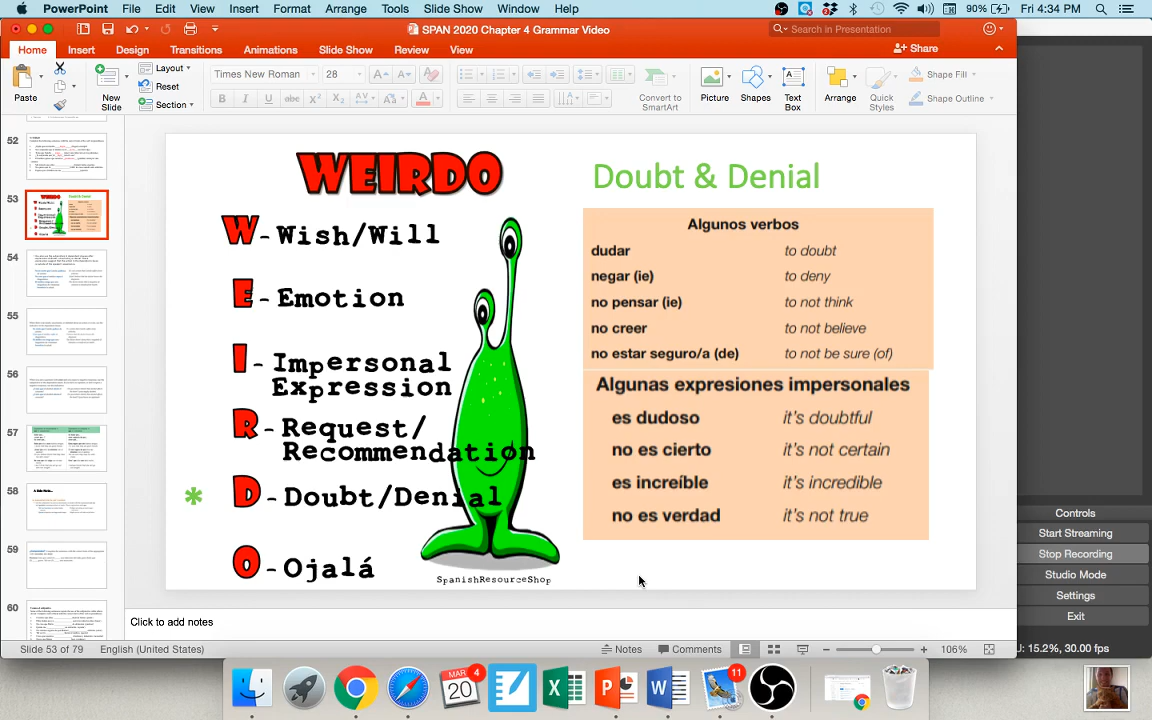 PowerPoint File Edit View Insert Format Arrange Tools Slide Show Window Help 90% Fri 4:34 PM
SPAN 2020 Chapter 4 Grammar Video
Search in Presentation
Home Insert Design Transitions Animations Slide Show Review View
Share
Paste
New Slide
Layout
Reset
Section
Times New Roman 28
Convert to SmartArt
Picture
Shapes
Text Box
Arrange
Quick Styles
Shape Fill
Shape Outline
52
53
54
55
56
57
58
59
60
WEIRDO
W-Wish/Will
E-Emotion
I-Impersonal
Expression
R-Request/
Recommendation
* D-Doubt/Denial
O-Ojalá
SpanishResourceShop
Doubt & Denial
Algunos verbos
dudar to doubt
negar (ie) to deny
no pensar (ie) to not think
no creer to not believe
no estar seguro/a (de) to not be sure (of)
Algunas expresiones impersonales
es dudoso it's doubtful
no es cierto it's not certain
es increíble it's incredible
no es verdad it's not true
Click to add notes
Slide 53 of 79 English (United States) Notes Comments 106%
Controls
Start Streaming
Stop Recording
Studio Mode
Settings
Exit
U: 15.2%, 30.00 fps
MAR
20
4
11